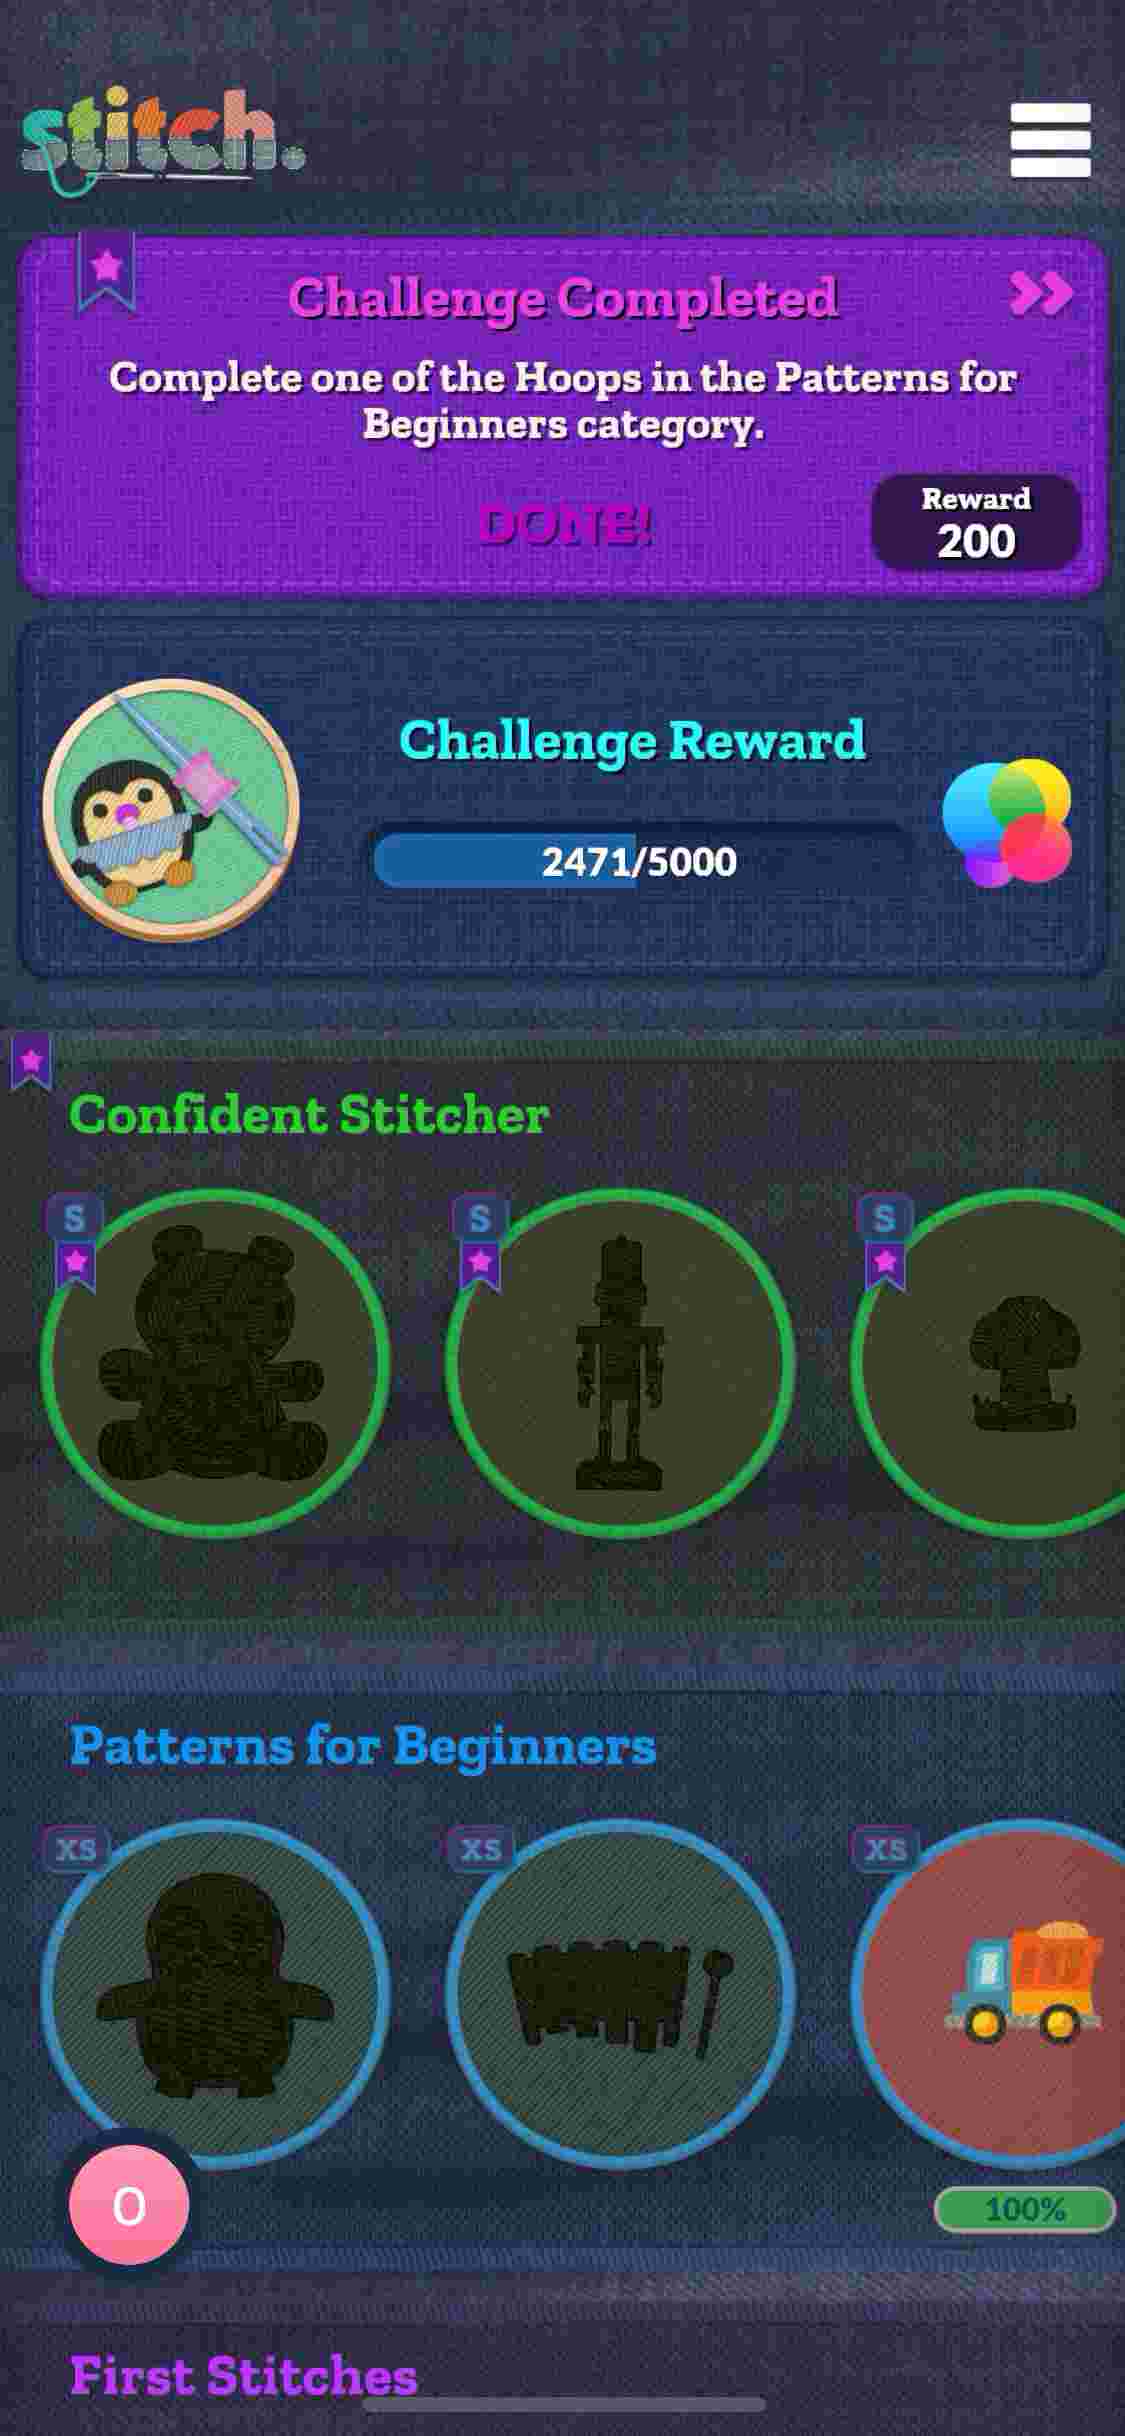 stitch.
Challenge Completed
Complete one of the Hoops in the Patterns for
Beginners category.
DONE!
Reward
200
Challenge Reward
2471/5000
Confident Stitcher
S
S
S
Patterns for Beginners
XS
XS
XS
0
100%
First Stitches